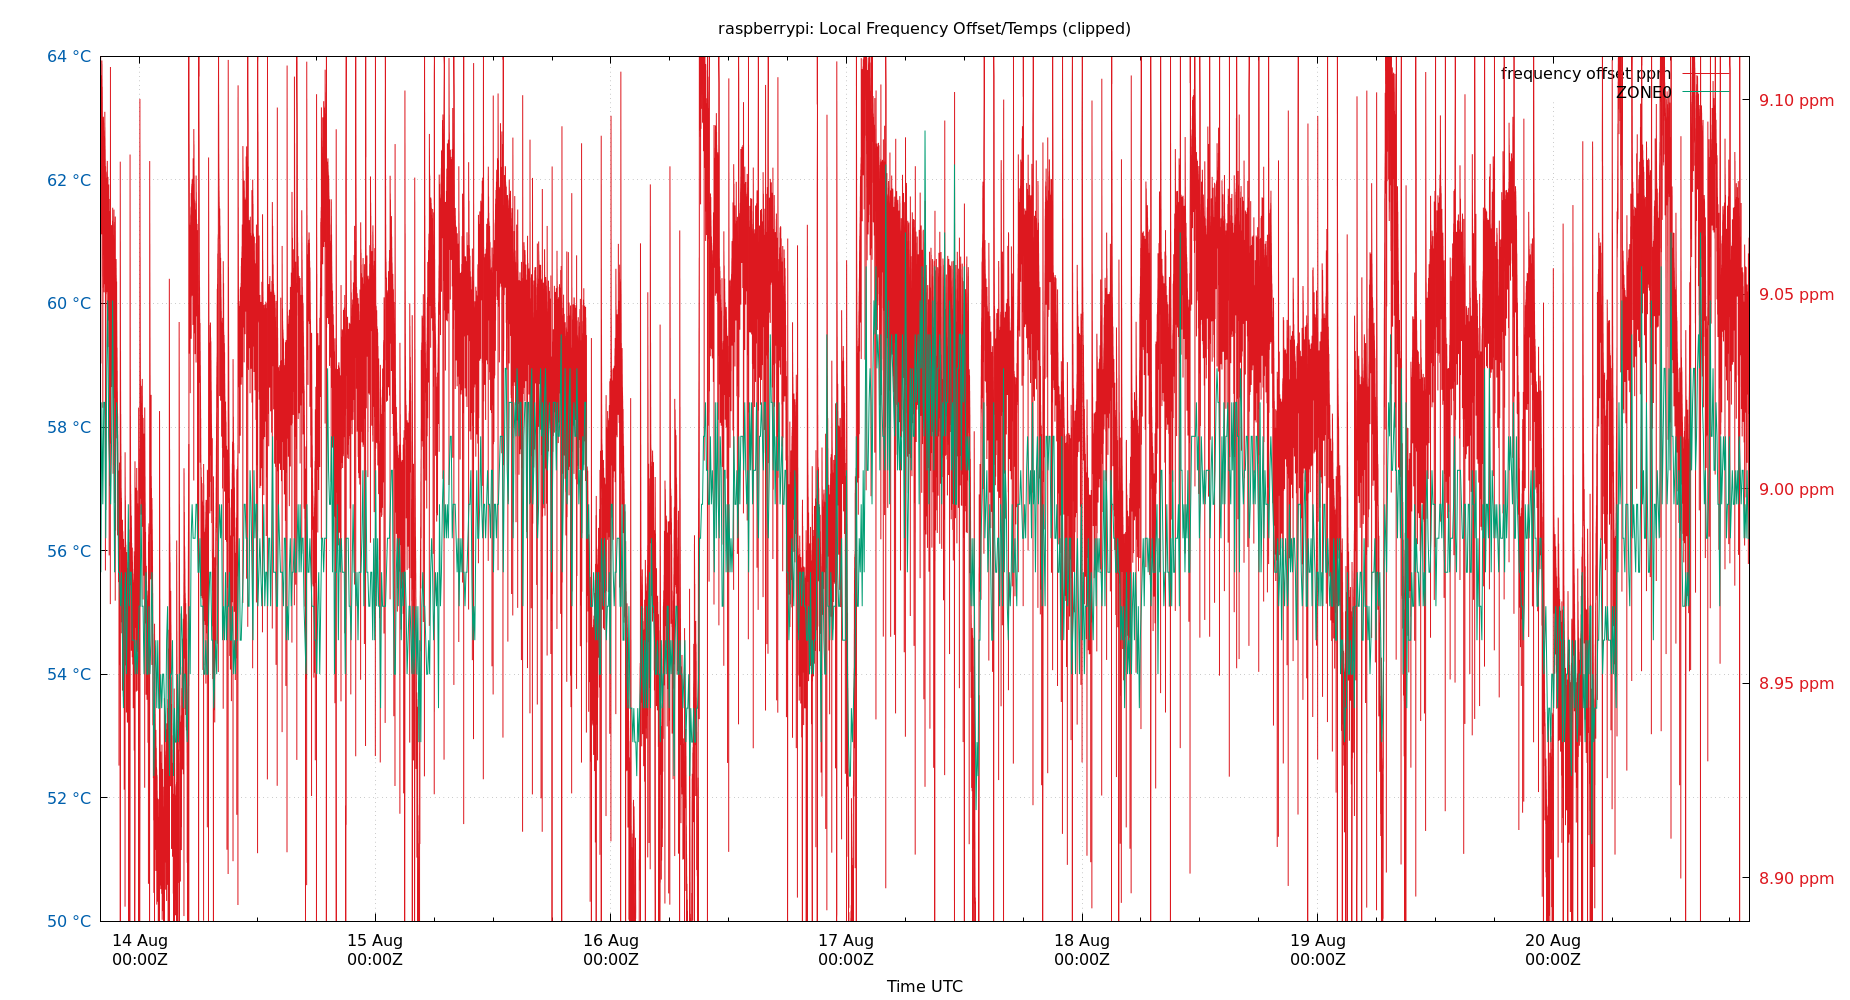 raspberrypi: Local Frequency Offset/Temps (clipped)
64 °C
62 °C
60 °C
58 °C
56 °C
54 °C
52 °C
50 °C
frequency offset ppm
ZONE0
9.10 ppm
9.05 ppm
9.00 ppm
8.95 ppm
8.90 ppm
14 Aug
00:00Z
15 Aug
00:00Z
16 Aug
00:00Z
17 Aug
00:00Z
18 Aug
00:00Z
19 Aug
00:00Z
20 Aug
00:00Z
Time UTC